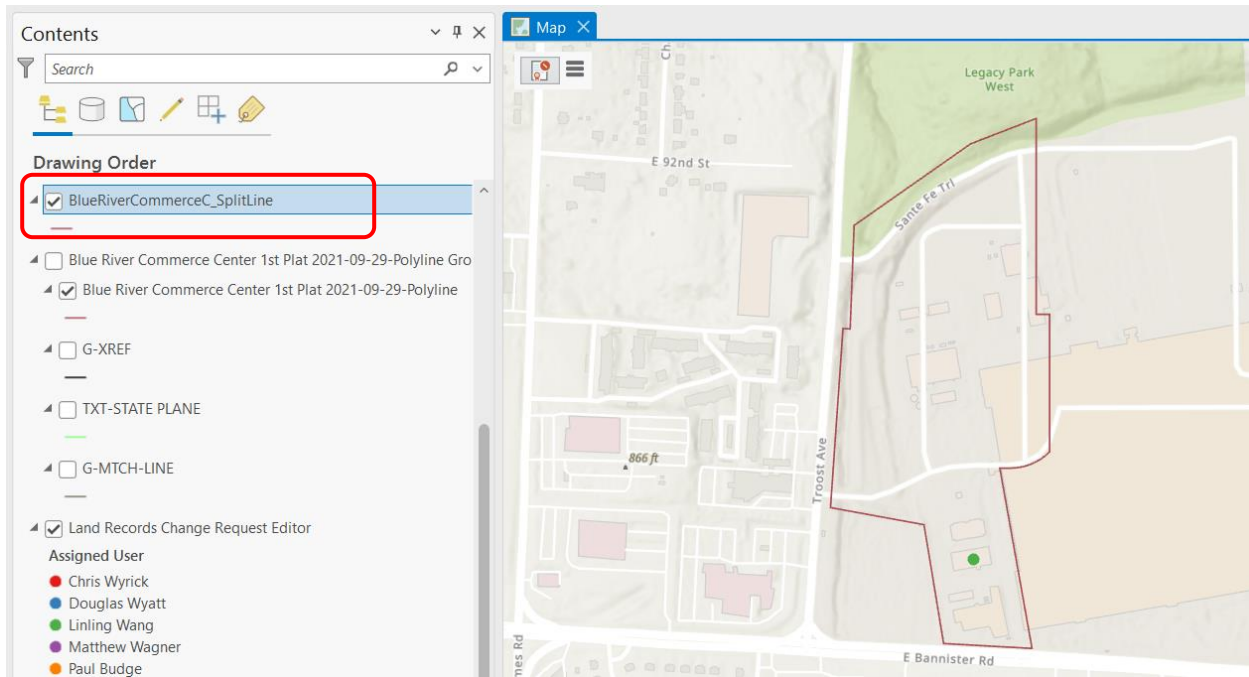 Contents
Search
Drawing Order
BlueRiverCommerceC_SplitLine
Blue River Commerce Center 1st Plat 2021-09-29-Polyline Gro
Blue River Commerce Center 1st Plat 2021-09-29-Polyline
G-XREF
TXT-STATE PLANE
G-MTCH-LINE
Land Records Change Request Editor
Assigned User
Chris Wyrick
Douglas Wyatt
Linling Wang
Matthew Wagner
Paul Budge
Map
Ch
Legacy Park
West
E 92nd St
Sante Fe Trl
866 ft
Troost Ave
mes Rd
E Bannister Rd